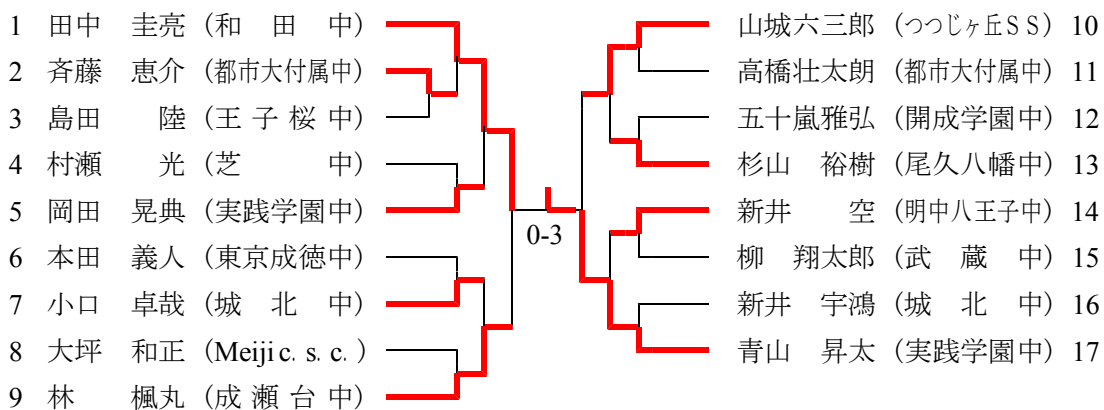 1 田中 圭亮 (和 田 中)
2 斉藤 恵介 (都市大付属中)
3 島田 陸 (王 子 桜 中)
4 村瀬 光 (芝 中)
5 岡田 晃典 (実践学園中)
6 本田 義人 (東京成徳中)
7 小口 卓哉 (城 北 中)
8 大坪 和正 (Meiji c. s. c. )
9 林 楓丸 (成 瀬 台 中)
0-3
山城六三郎 (つつじヶ丘SS) 10
高橋壮太朗 (都市大付属中) 11
五十嵐雅弘 (開成学園中) 12
杉山 裕樹 (尾久八幡中) 13
新井 空 (明中八王子中) 14
柳 翔太郎 (武 蔵 中) 15
新井 宇鴻 (城 北 中) 16
青山 昇太 (実践学園中) 17